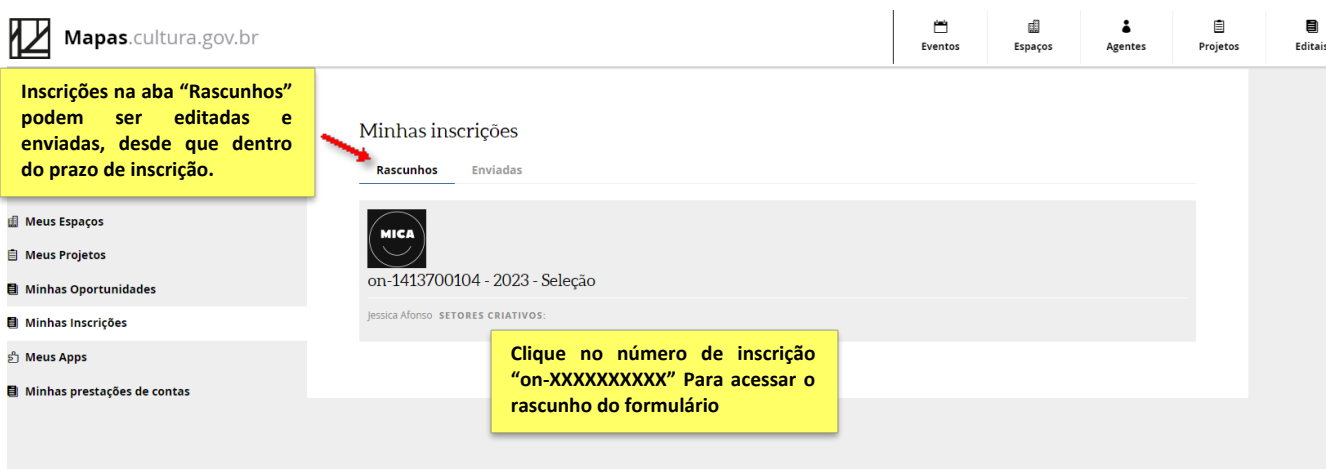 Mapas.cultura.gov.br
Eventos
Espaços
Agentes
Projetos
Editais
Inscrições na aba “Rascunhos”
podem ser editadas e
enviadas, desde que dentro
do prazo de inscrição.
Minhas inscrições
Rascunhos Enviadas
Meus Espaços
Meus Projetos
Minhas Oportunidades
Minhas Inscrições
Meus Apps
Minhas prestações de contas
MICA
on-1413700104 - 2023 - Seleção
Jessica Afonso SETORES CRIATIVOS:
Clique no número de inscrição
“on-XXXXXXXXXX” Para acessar o
rascunho do formulário